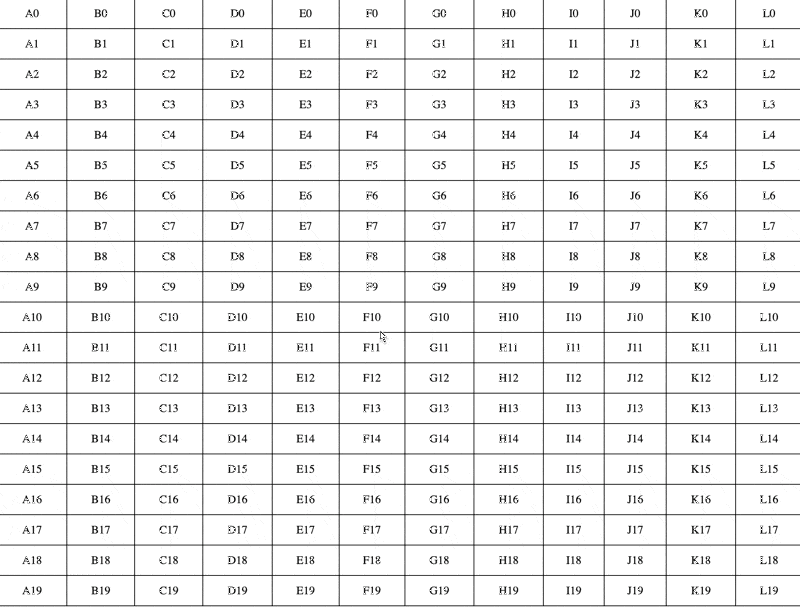 A0 B0 C0 D0 E0 F0 G0 H0 I0 J0 K0 L0
A1 B1 C1 D1 E1 F1 G1 H1 I1 J1 K1 L1
A2 B2 C2 D2 E2 F2 G2 H2 I2 J2 K2 L2
A3 B3 C3 D3 E3 F3 G3 H3 I3 J3 K3 L3
A4 B4 C4 D4 E4 F4 G4 H4 I4 J4 K4 L4
A5 B5 C5 D5 E5 F5 G5 H5 I5 J5 K5 L5
A6 B6 C6 D6 E6 F6 G6 H6 I6 J6 K6 L6
A7 B7 C7 D7 E7 F7 G7 H7 I7 J7 K7 L7
A8 B8 C8 D8 E8 F8 G8 H8 I8 J8 K8 L8
A9 B9 C9 D9 E9 F9 G9 H9 I9 J9 K9 L9
A10 B10 C10 D10 E10 F10 G10 H10 I10 J10 K10 L10
A11 B11 C11 D11 E11 F11 G11 H11 I11 J11 K11 L11
A12 B12 C12 D12 E12 F12 G12 H12 I12 J12 K12 L12
A13 B13 C13 D13 E13 F13 G13 H13 I13 J13 K13 L13
A14 B14 C14 D14 E14 F14 G14 H14 I14 J14 K14 L14
A15 B15 C15 D15 E15 F15 G15 H15 I15 J15 K15 L15
A16 B16 C16 D16 E16 F16 G16 H16 I16 J16 K16 L16
A17 B17 C17 D17 E17 F17 G17 H17 I17 J17 K17 L17
A18 B18 C18 D18 E18 F18 G18 H18 I18 J18 K18 L18
A19 B19 C19 D19 E19 F19 G19 H19 I19 J19 K19 L19